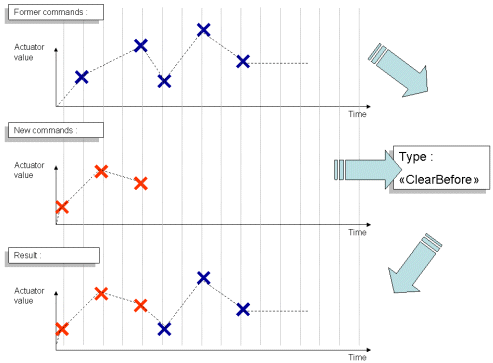 Former commands :
Actuator
value
Time
New commands :
Actuator
value
Time
Type :
«ClearBefore»
Result :
Actuator
value
Time